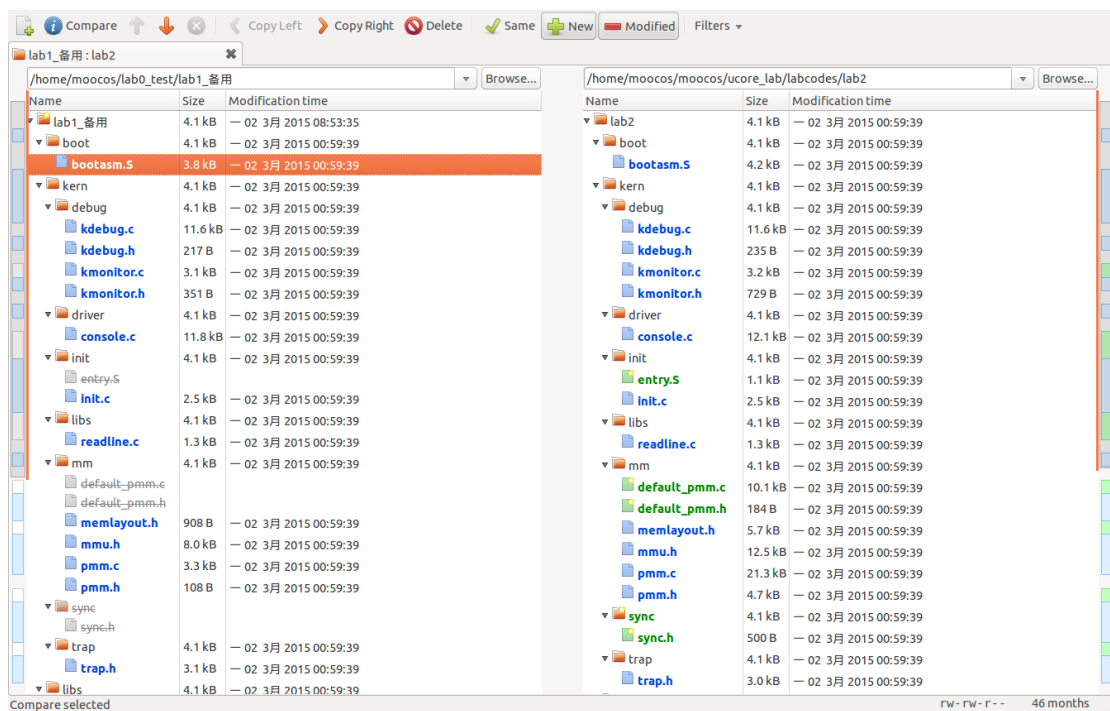 Compare Copy Left Copy Right Delete Same New Modified Filters
lab1_备用 : lab2
/home/moocos/lab0_test/lab1_备用 Browse... /home/moocos/moocos/ucore_lab/labcodes/lab2 Browse...
Name Size Modification time Name Size Modification time
lab1_备用 4.1 kB — 02 3月 2015 08:53:35 lab2 4.1 kB — 02 3月 2015 00:59:39
boot 4.1 kB — 02 3月 2015 00:59:39 boot 4.1 kB — 02 3月 2015 00:59:39
bootasm.S 3.8 kB — 02 3月 2015 00:59:39 bootasm.S 4.2 kB — 02 3月 2015 00:59:39
kern 4.1 kB — 02 3月 2015 00:59:39 kern 4.1 kB — 02 3月 2015 00:59:39
debug 4.1 kB — 02 3月 2015 00:59:39 debug 4.1 kB — 02 3月 2015 00:59:39
kdebug.c 11.6 kB — 02 3月 2015 00:59:39 kdebug.c 11.6 kB — 02 3月 2015 00:59:39
kdebug.h 217 B — 02 3月 2015 00:59:39 kdebug.h 235 B — 02 3月 2015 00:59:39
kmonitor.c 3.1 kB — 02 3月 2015 00:59:39 kmonitor.c 3.2 kB — 02 3月 2015 00:59:39
kmonitor.h 351 B — 02 3月 2015 00:59:39 kmonitor.h 729 B — 02 3月 2015 00:59:39
driver 4.1 kB — 02 3月 2015 00:59:39 driver 4.1 kB — 02 3月 2015 00:59:39
console.c 11.8 kB — 02 3月 2015 00:59:39 console.c 12.1 kB — 02 3月 2015 00:59:39
init 4.1 kB — 02 3月 2015 00:59:39 init 4.1 kB — 02 3月 2015 00:59:39
entry.S entry.S 1.1 kB — 02 3月 2015 00:59:39
init.c 2.5 kB — 02 3月 2015 00:59:39 init.c 2.5 kB — 02 3月 2015 00:59:39
libs 4.1 kB — 02 3月 2015 00:59:39 libs 4.1 kB — 02 3月 2015 00:59:39
readline.c 1.3 kB — 02 3月 2015 00:59:39 readline.c 1.3 kB — 02 3月 2015 00:59:39
mm 4.1 kB — 02 3月 2015 00:59:39 mm 4.1 kB — 02 3月 2015 00:59:39
default_pmm.c default_pmm.c 10.1 kB — 02 3月 2015 00:59:39
default_pmm.h default_pmm.h 184 B — 02 3月 2015 00:59:39
memlayout.h 908 B — 02 3月 2015 00:59:39 memlayout.h 5.7 kB — 02 3月 2015 00:59:39
mmu.h 8.0 kB — 02 3月 2015 00:59:39 mmu.h 12.5 kB — 02 3月 2015 00:59:39
pmm.c 3.3 kB — 02 3月 2015 00:59:39 pmm.c 21.3 kB — 02 3月 2015 00:59:39
pmm.h 108 B — 02 3月 2015 00:59:39 pmm.h 4.7 kB — 02 3月 2015 00:59:39
sync sync 4.1 kB — 02 3月 2015 00:59:39
sync.h sync.h 500 B — 02 3月 2015 00:59:39
trap 4.1 kB — 02 3月 2015 00:59:39 trap 4.1 kB — 02 3月 2015 00:59:39
trap.h 3.1 kB — 02 3月 2015 00:59:39 trap.h 3.0 kB — 02 3月 2015 00:59:39
libs 4.1 kB — 02 3月 2015 00:59:39
Compare selected rw-rw-r-- 46 months